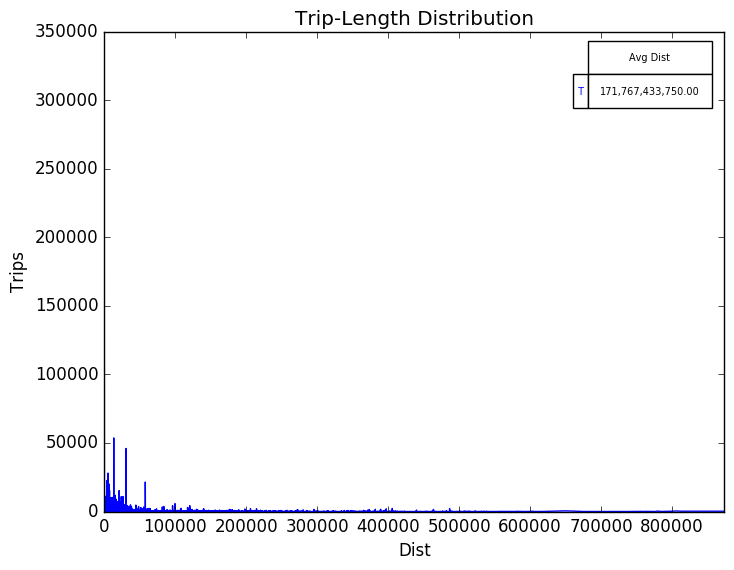 Trip-Length Distribution
350000
300000
250000
200000
150000
100000
50000
0
Trips
Avg Dist
T 171,767,433,750.00
0 100000 200000 300000 400000 500000 600000 700000 800000
Dist